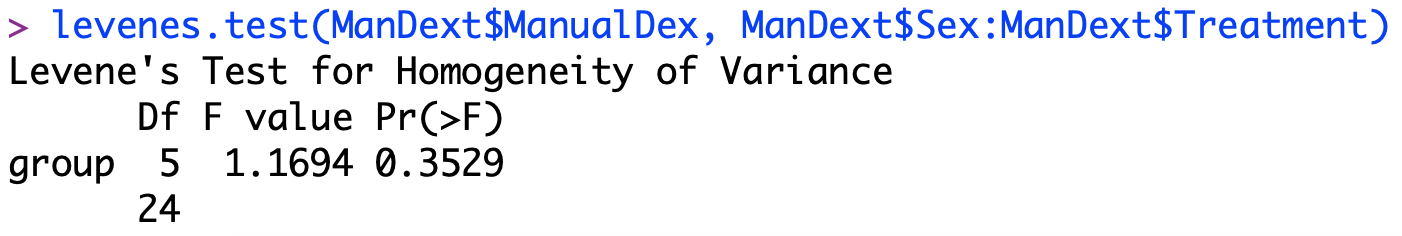 > levenes.test(ManDext$ManualDex, ManDext$Sex:ManDext$Treatment)
Levene's Test for Homogeneity of Variance
Df F value Pr(>F)
group 5 1.1694 0.3529
24